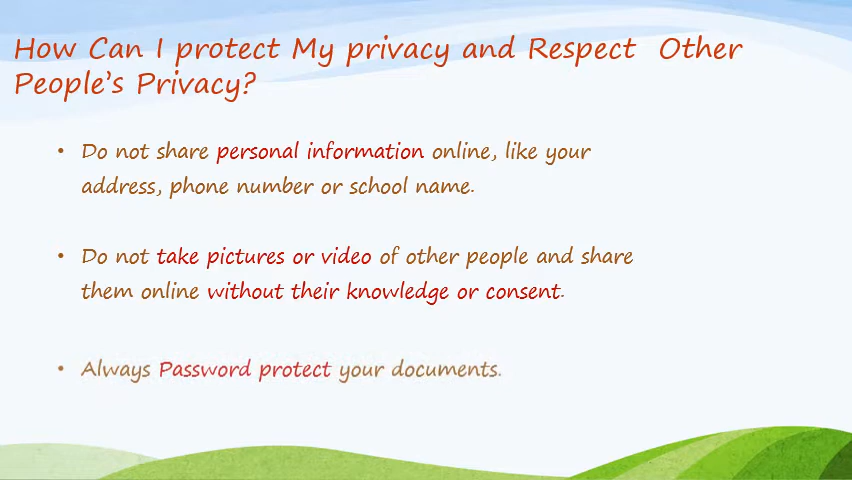 How Can I protect My privacy and Respect  Other
People's Privacy?
• Do not share personal information online, like your
address, phone number or school name.
• Do not take pictures or video of other people and share
them online without their knowledge or consent.
• Always Password protect your documents.